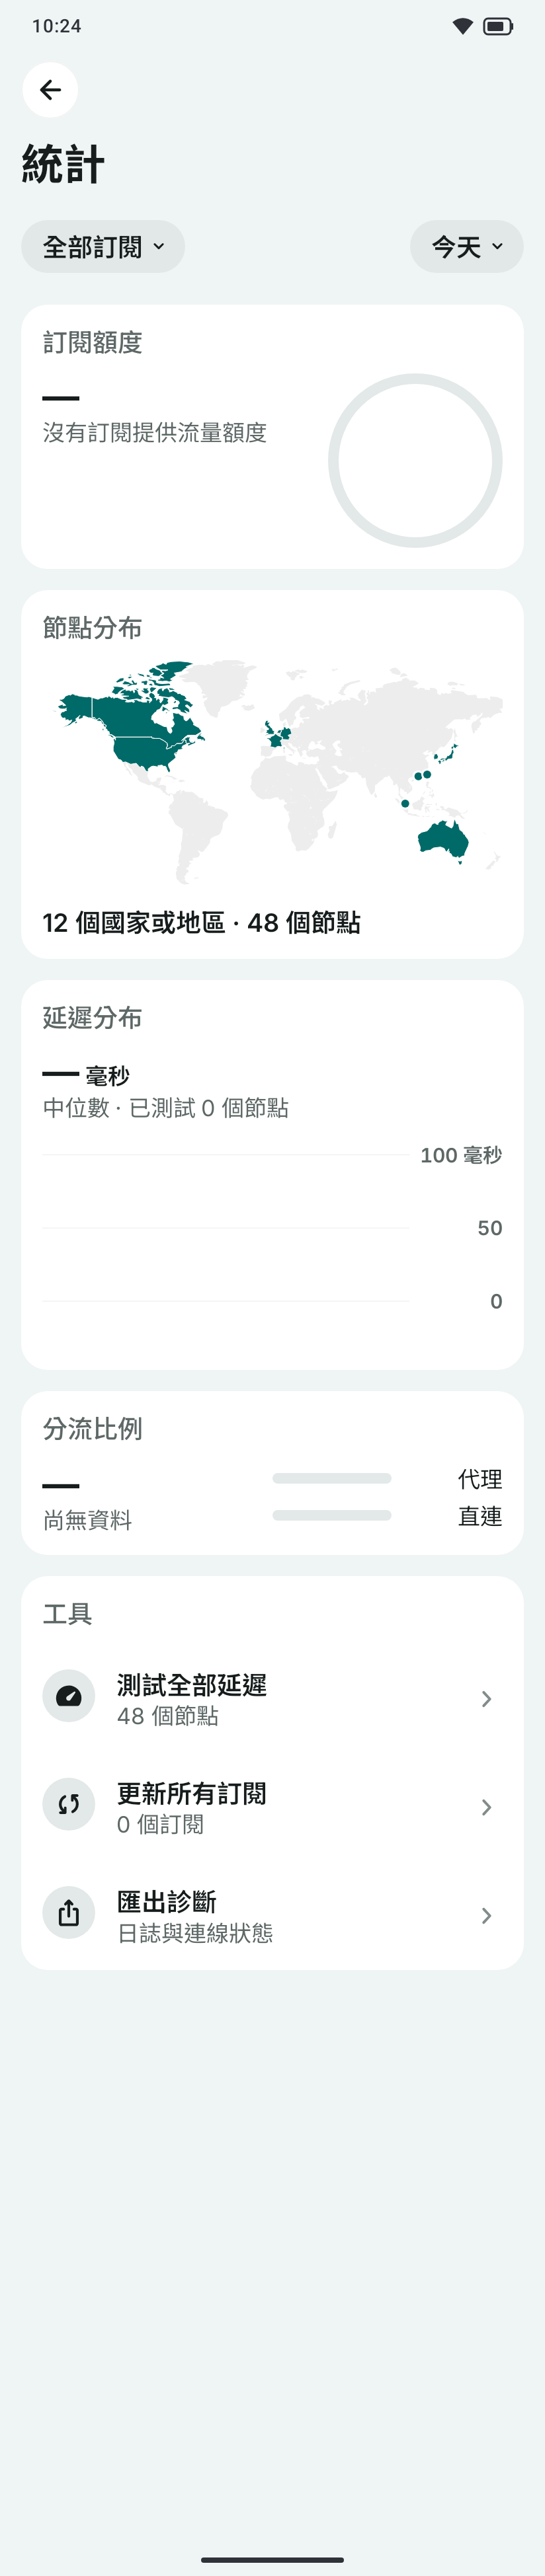 10:24
統計
全部訂閱
今天
訂閱額度
—
沒有訂閱提供流量額度
節點分布
12 個國家或地區 · 48 個節點
延遲分布
— 毫秒
中位數 · 已測試 0 個節點
100 毫秒
50
0
分流比例
—
尚無資料
代理
直連
工具
測試全部延遲
48 個節點
更新所有訂閱
0 個訂閱
匯出診斷
日誌與連線狀態